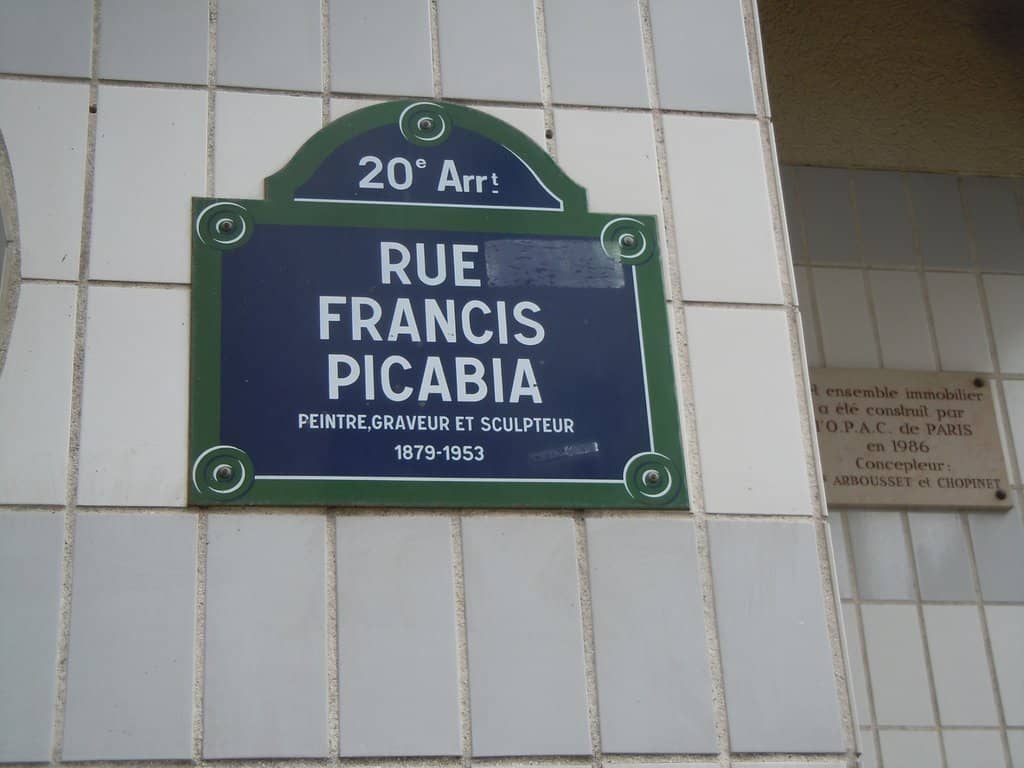 20e Arrt
RUE
FRANCIS
PICABIA
PEINTRE,GRAVEUR ET SCULPTEUR
1879-1953
ensemble immobilier
a été construit par
l'O.P.A.C. de PARIS
en 1986
Concepteur:
ARBOUSSET et CHOPINET